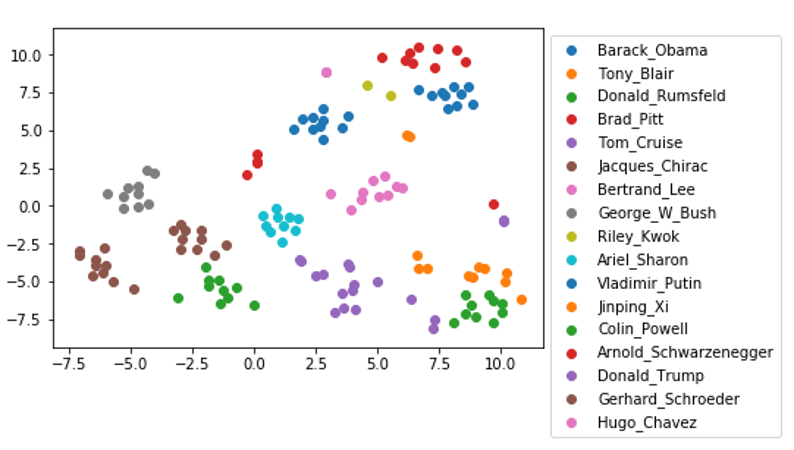 10.0
7.5
5.0
2.5
0.0
−2.5
−5.0
−7.5
−7.5 −5.0 −2.5 0.0 2.5 5.0 7.5 10.0
Barack_Obama
Tony_Blair
Donald_Rumsfeld
Brad_Pitt
Tom_Cruise
Jacques_Chirac
Bertrand_Lee
George_W_Bush
Riley_Kwok
Ariel_Sharon
Vladimir_Putin
Jinping_Xi
Colin_Powell
Arnold_Schwarzenegger
Donald_Trump
Gerhard_Schroeder
Hugo_Chavez